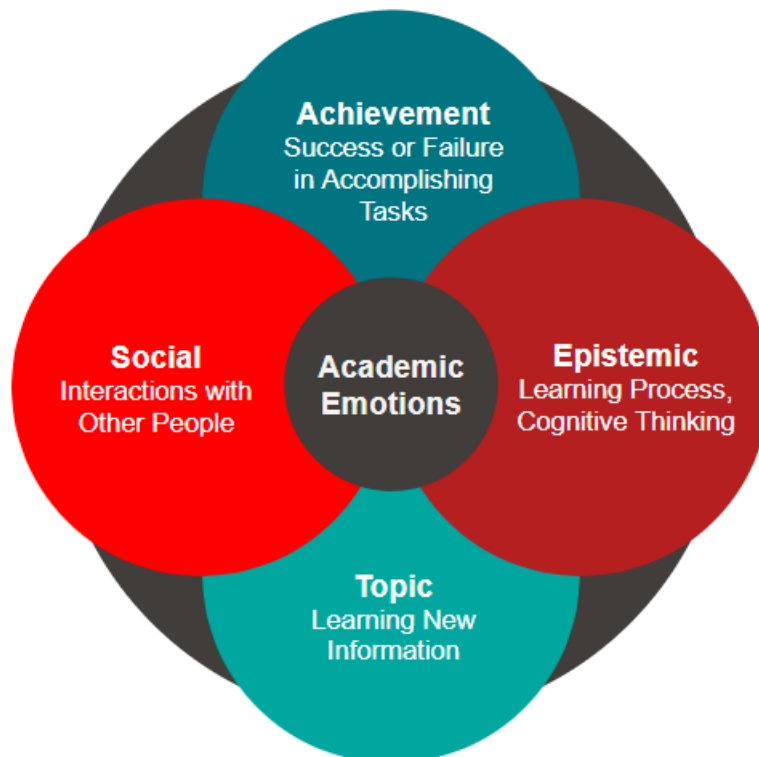 Achievement
Success or Failure
in Accomplishing
Tasks
Social
Interactions with
Other People
Academic
Emotions
Epistemic
Learning Process,
Cognitive Thinking
Topic
Learning New
Information